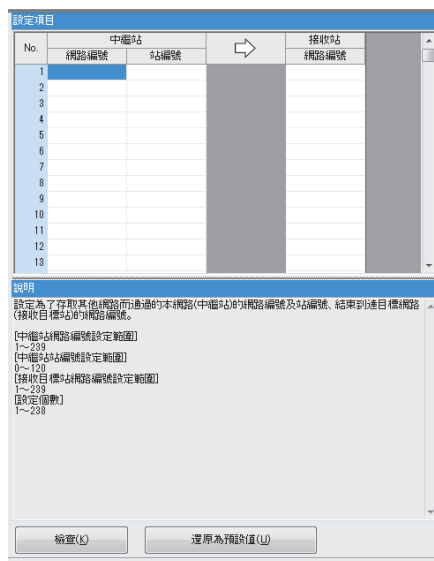 設定項目
No.
中繼站
接收站
網路編號
站編號
網路編號
1
2
3
4
5
6
7
8
9
10
11
12
13
說明
設定為了存取其他網路而通過的本網路(中繼站)的網路編號及站編號、結束到達目標網路
(接收目標站)的網路編號。
[中繼站網路編號設定範圍]
1～239
[中繼站站編號設定範圍]
0～120
[接收目標站網路編號設定範圍]
1～239
[設定個數]
1～238
檢查(K)
還原為預設值(U)